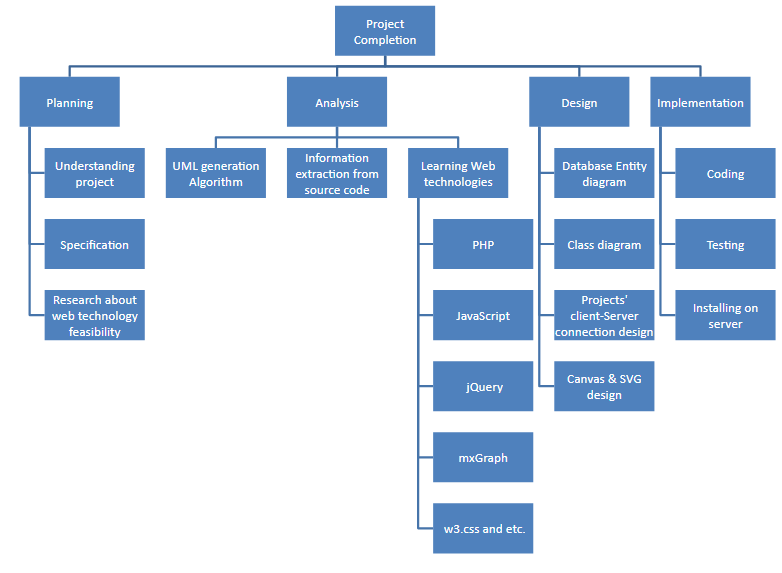 Project
Completion
Planning
Analysis
Design
Implementation
Understanding
project
UML generation
Algorithm
Information
extraction from
source code
Learning Web
technologies
Database Entity
diagram
Coding
Specification
PHP
Class diagram
Testing
Research about
web technology
feasibility
JavaScript
Projects'
client-Server
connection design
Installing on
server
jQuery
Canvas & SVG
design
mxGraph
w3.css and etc.